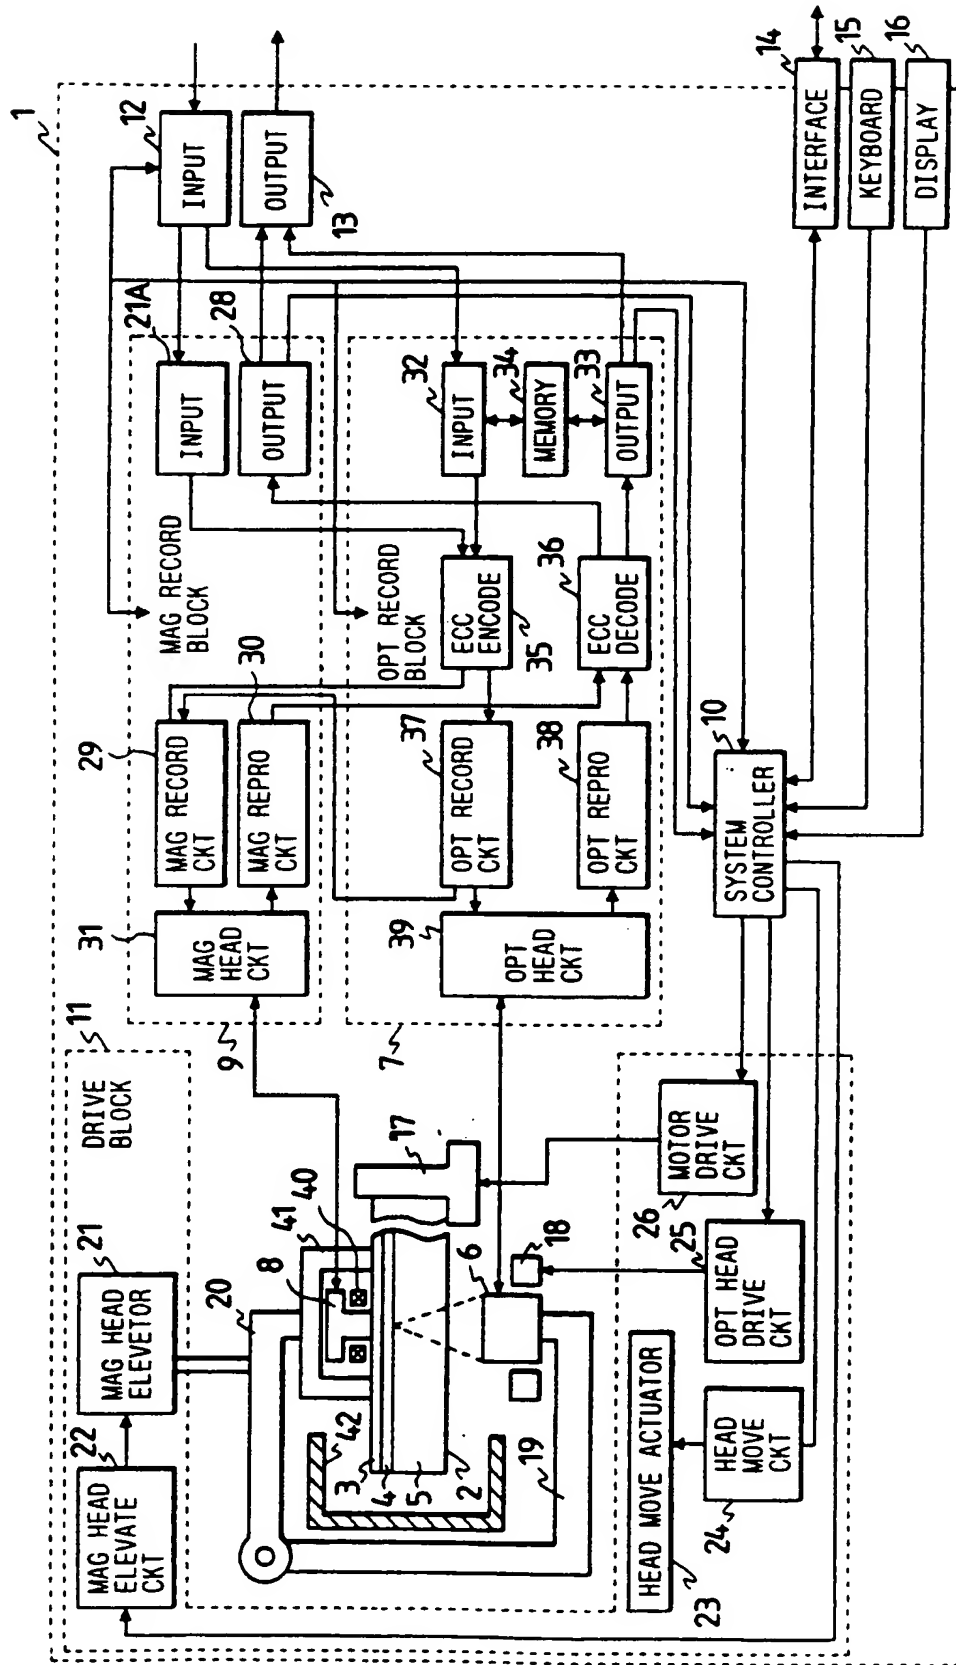 1
11
DRIVE
BLOCK
MAG HEAD
ELEVATE
CKT
22
MAG HEAD
ELEVETOR
21
20
31
MAG HEAD
CKT
9
29
MAG RECORD
CKT
MAG REPRO
CKT
30
MAG RECORD
BLOCK
21A
INPUT
28
OUTPUT
12
INPUT
OUTPUT
13
42
3
4
5
2
19
8
41
40
17
6
18
39
OPT HEAD
CKT
7
37
OPT RECORD
CKT
38
OPT REPRO
CKT
OPT RECORD
BLOCK
ECC
ENCODE
35
36
ECC
DECODE
32
INPUT
34
MEMORY
33
OUTPUT
HEAD MOVE ACTUATOR
23
HEAD
MOVE
CKT
24
OPT HEAD
DRIVE
CKT
25
MOTOR
DRIVE
CKT
26
10
SYSTEM
CONTROLLER
14
INTERFACE
15
KEYBOARD
16
DISPLAY